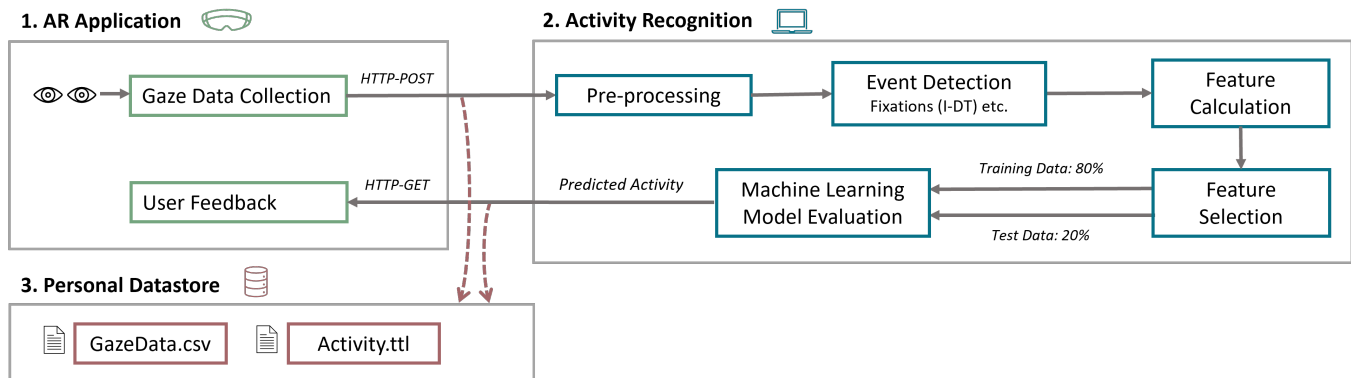 1. AR Application
2. Activity Recognition
HTTP-POST
Gaze Data Collection
Pre-processing
Event Detection
Fixations (I-DT) etc.
Feature
Calculation
HTTP-GET
User Feedback
Predicted Activity
Machine Learning
Model Evaluation
Training Data: 80%
Test Data: 20%
Feature
Selection
3. Personal Datastore
GazeData.csv
Activity.ttl